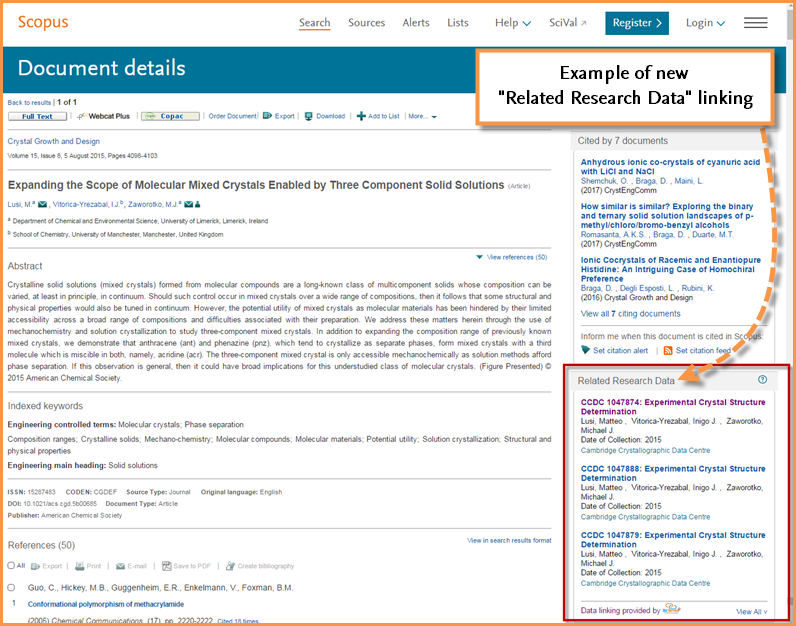 Scopus
Search Sources Alerts Lists Help SciVal Register Login
Document details
Example of new
"Related Research Data" linking
Back to results | 1 of 1
Full Text | Webcat Plus | Copac | Order Document | Export | Download | Add to List | More...
Crystal Growth and Design
Volume 15, Issue 8, 5 August 2015, Pages 4098-4103
Expanding the Scope of Molecular Mixed Crystals Enabled by Three Component Solid Solutions (Article)
Lusi, M.a , Vitorica-Yrezabal, I.J.b, Zaworotko, M.J.a
a Department of Chemical and Environmental Science, University of Limerick, Limerick, Ireland
b School of Chemistry, University of Manchester, Manchester, United Kingdom
View references (50)
Abstract
Crystalline solid solutions (mixed crystals) formed from molecular compounds are a long-known class of multicomponent solids whose composition can be
varied, at least in principle, in continuum. Should such control occur in mixed crystals over a wide range of compositions, then it follows that some structural and
physical properties would also be tuned in continuum. However, the potential utility of mixed crystals as molecular materials has been hindered by their limited
accessibility across a broad range of compositions and difficulties associated with their preparation. We address these matters herein through the use of
mechanochemistry and solution crystallization to study three-component mixed crystals. In addition to expanding the composition range of previously known
mixed crystals, we demonstrate that anthracene (ant) and phenazine (pnz), which tend to crystallize as separate phases, form mixed crystals with a third
molecule which is miscible in both, namely, acridine (acr). The three-component mixed crystal is only accessible mechanochemically as solution methods afford
phase separation. If this observation is general, then it could have broad implications for this understudied class of molecular crystals. (Figure Presented) ©
2015 American Chemical Society.
Indexed keywords
Engineering controlled terms: Molecular crystals; Phase separation
Composition ranges; Crystalline solids; Mechano-chemistry; Molecular compounds; Molecular materials; Potential utility; Solution crystallization; Structural and
physical properties
Engineering main heading: Solid solutions
ISSN: 15287483 CODEN: CGDEF Source Type: Journal Original language: English
DOI: 10.1021/acs.cgd.5b00685 Document Type: Article
Publisher: American Chemical Society
References (50)
View in search results format
All Export Print E-mail Save to PDF Create bibliography
Guo, C., Hickey, M.B., Guggenheim, E.R., Enkelmann, V., Foxman, B.M.
1 Conformational polymorphism of methacrylamide
(2005) Chemical Communications, (17), pp. 2220-2222. Cited 18 times.
Cited by 7 documents
Anhydrous ionic co-crystals of cyanuric acid
with LiCl and NaCl
Shemchuk, O. , Braga, D. , Maini, L.
(2017) CrystEngComm
How similar is similar? Exploring the binary
and ternary solid solution landscapes of p-
methyl/chloro/bromo-benzyl alcohols
Romasanta, A.K.S. , Braga, D. , Duarte, M.T.
(2017) CrystEngComm
Ionic Cocrystals of Racemic and Enantiopure
Histidine: An Intriguing Case of Homochiral
Preference
Braga, D. , Degli Esposti, L. , Rubini, K.
(2016) Crystal Growth and Design
View all 7 citing documents
Inform me when this document is cited in Scopus:
Set citation alert | Set citation feed
Related Research Data
CCDC 1047874: Experimental Crystal Structure
Determination
Lusi, Matteo , Vitorica-Yrezabal, Inigo J. , Zaworotko,
Michael J.
Date of Collection: 2015
Cambridge Crystallographic Data Centre
CCDC 1047888: Experimental Crystal Structure
Determination
Lusi, Matteo , Vitorica-Yrezabal, Inigo J. , Zaworotko,
Michael J.
Date of Collection: 2015
Cambridge Crystallographic Data Centre
CCDC 1047879: Experimental Crystal Structure
Determination
Lusi, Matteo , Vitorica-Yrezabal, Inigo J. , Zaworotko,
Michael J.
Date of Collection: 2015
Cambridge Crystallographic Data Centre
Data linking provided by
View All